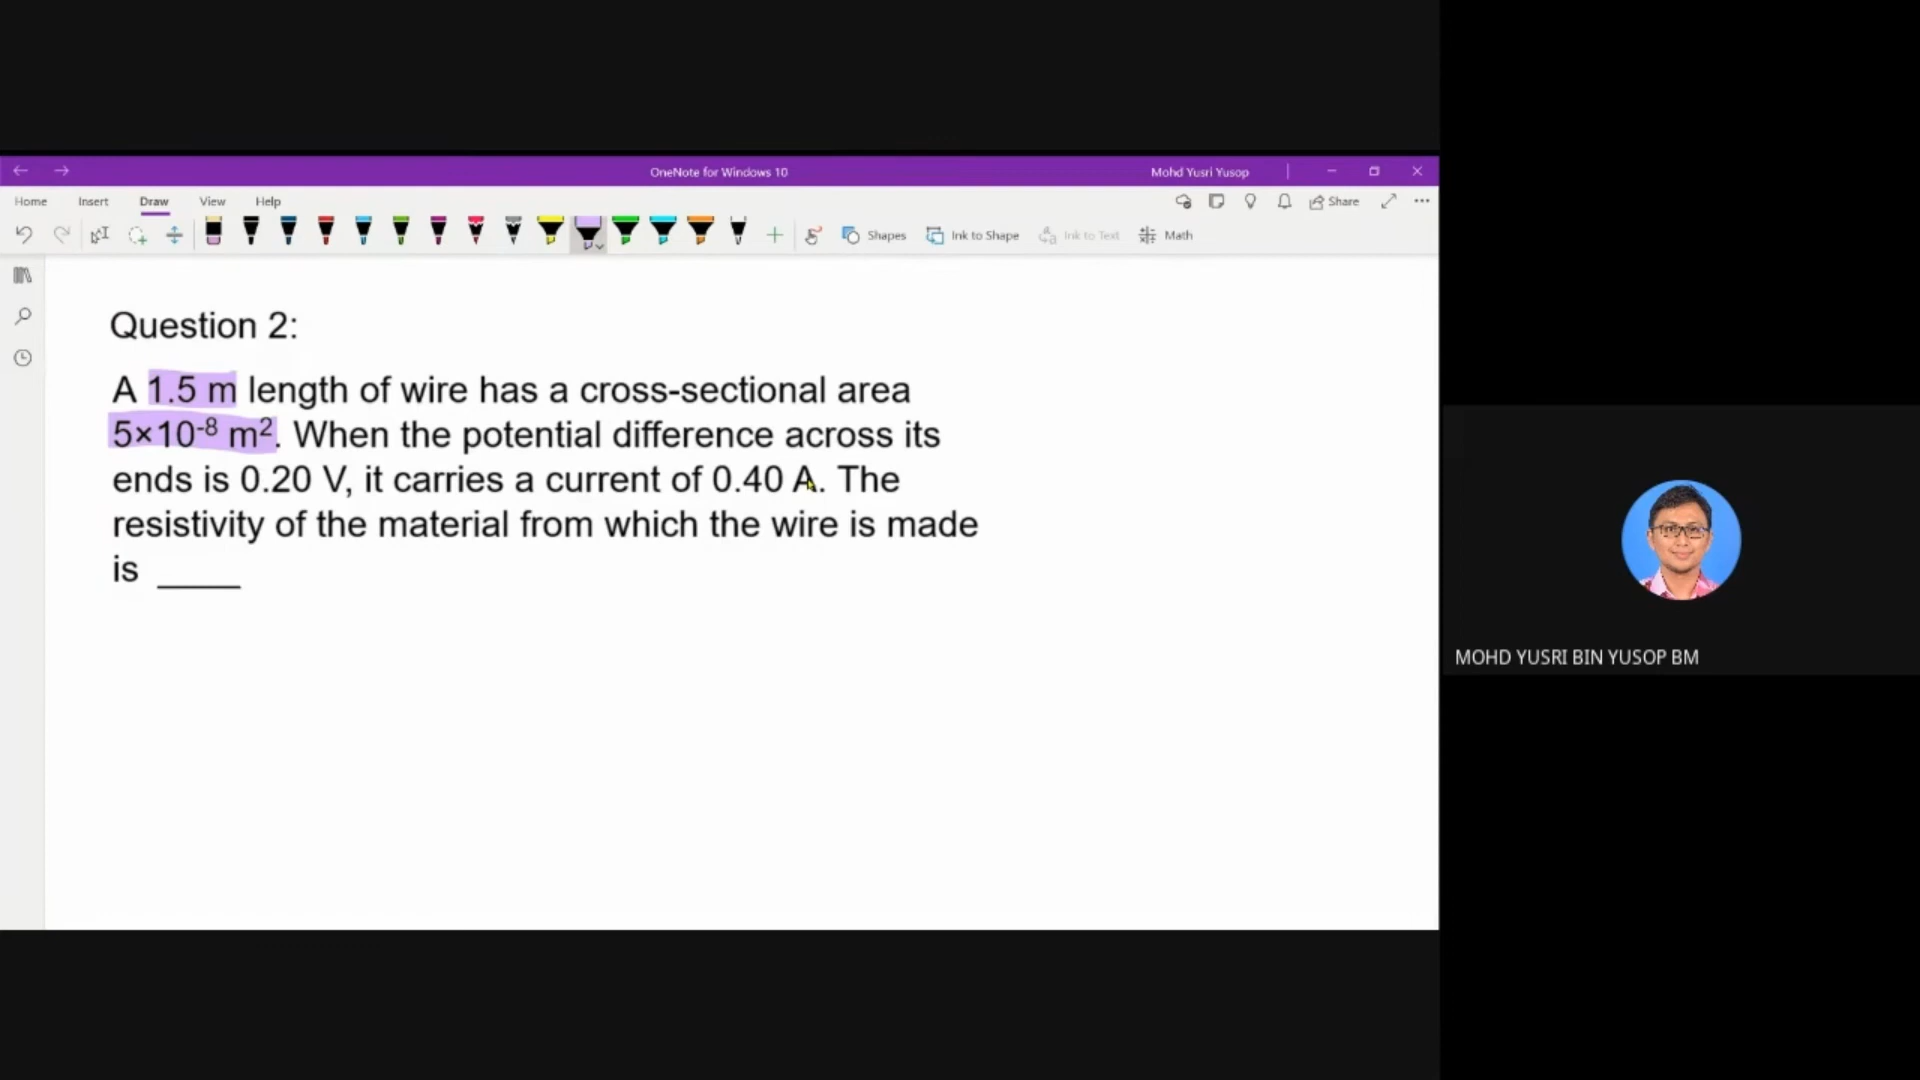 OneNote for Windows 10
Mohd Yusri Yusop
Home Insert Draw View Help
Share
Shapes Ink to Shape Ink to Text Math
Question 2:
A 1.5 m length of wire has a cross-sectional area
5×10⁻⁸ m². When the potential difference across its
ends is 0.20 V, it carries a current of 0.40 A. The
resistivity of the material from which the wire is made
is _____
MOHD YUSRI BIN YUSOP BM